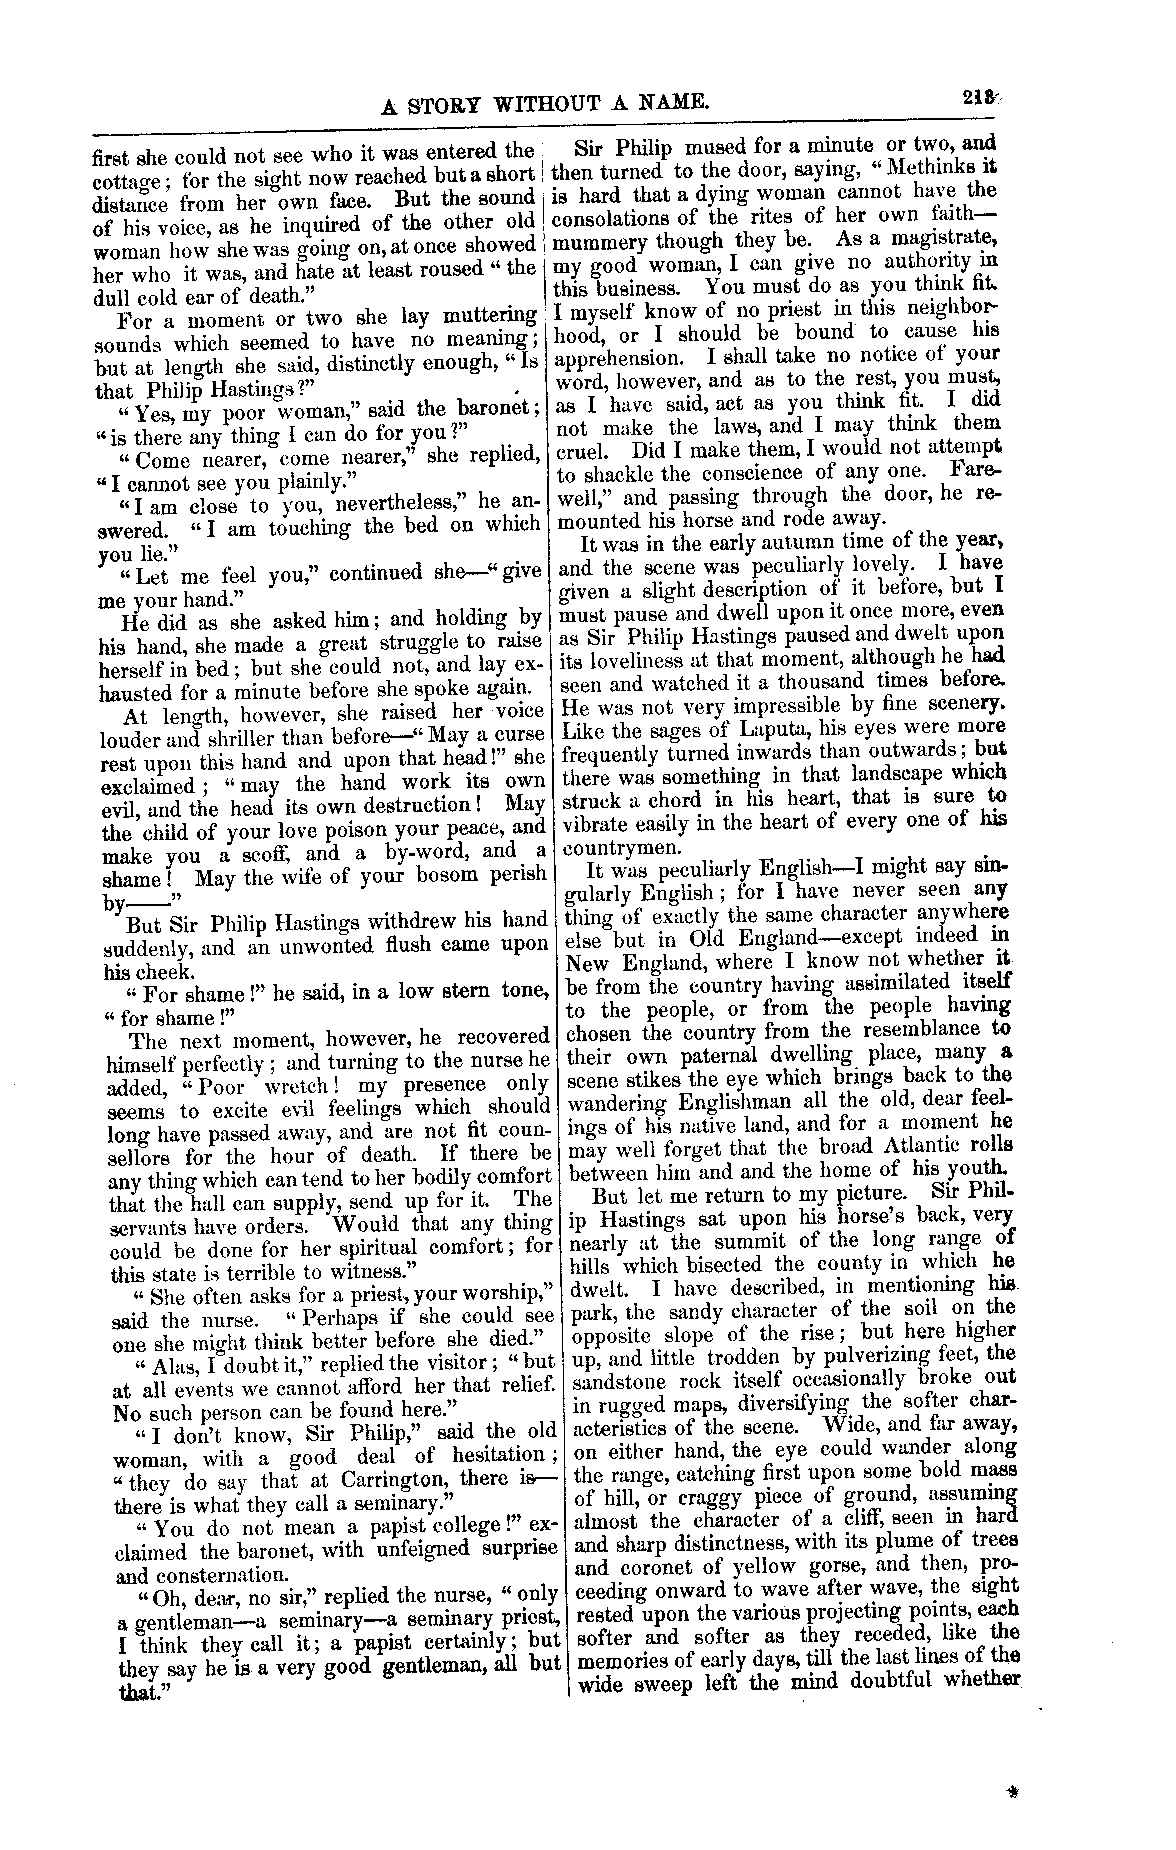 A STORY WITHOUT A NAME.
213
first she could not see who it was entered the
cottage; for the sight now reached but a short
distance from her own face. But the sound
of his voice, as he inquired of the other old
woman how she was going on, at once showed
her who it was, and hate at least roused "the
dull cold ear of death."
For a moment or two she lay muttering
sounds which seemed to have no meaning;
but at length she said, distinctly enough, "Is
that Philip Hastings?"
"Yes, my poor woman," said the baronet;
"is there any thing I can do for you?"
"Come nearer, come nearer," she replied,
"I cannot see you plainly."
"I am close to you, nevertheless," he an-
swered. "I am touching the bed on which
you lie."
"Let me feel you," continued she—"give
me your hand."
He did as she asked him; and holding by
his hand, she made a great struggle to raise
herself in bed; but she could not, and lay ex-
hausted for a minute before she spoke again.
At length, however, she raised her voice
louder and shriller than before—"May a curse
rest upon this hand and upon that head!" she
exclaimed; "may the hand work its own
evil, and the head its own destruction! May
the child of your love poison your peace, and
make you a scoff, and a by-word, and a
shame! May the wife of your bosom perish
by——"
But Sir Philip Hastings withdrew his hand
suddenly, and an unwonted flush came upon
his cheek.
"For shame!" he said, in a low stern tone,
"for shame!"
The next moment, however, he recovered
himself perfectly; and turning to the nurse he
added, "Poor wretch! my presence only
seems to excite evil feelings which should
long have passed away, and are not fit coun-
sellors for the hour of death. If there be
any thing which can tend to her bodily comfort
that the hall can supply, send up for it. The
servants have orders. Would that any thing
could be done for her spiritual comfort; for
this state is terrible to witness."
"She often asks for a priest, your worship,"
said the nurse. "Perhaps if she could see
one she might think better before she died."
"Alas, I doubt it," replied the visitor; "but
at all events we cannot afford her that relief.
No such person can be found here."
"I don't know, Sir Philip," said the old
woman, with a good deal of hesitation;
"they do say that at Carrington, there is—
there is what they call a seminary."
"You do not mean a papist college!" ex-
claimed the baronet, with unfeigned surprise
and consternation.
"Oh, dear, no sir," replied the nurse, "only
a gentleman—a seminary—a seminary priest,
I think they call it; a papist certainly; but
they say he is a very good gentleman, all but
that."
Sir Philip mused for a minute or two, and
then turned to the door, saying, "Methinks it
is hard that a dying woman cannot have the
consolations of the rites of her own faith—
mummery though they be. As a magistrate,
my good woman, I can give no authority in
this business. You must do as you think fit.
I myself know of no priest in this neighbor-
hood, or I should be bound to cause his
apprehension. I shall take no notice of your
word, however, and as to the rest, you must,
as I have said, act as you think fit. I did
not make the laws, and I may think them
cruel. Did I make them, I would not attempt
to shackle the conscience of any one. Fare-
well," and passing through the door, he re-
mounted his horse and rode away.
It was in the early autumn time of the year,
and the scene was peculiarly lovely. I have
given a slight description of it before, but I
must pause and dwell upon it once more, even
as Sir Philip Hastings paused and dwelt upon
its loveliness at that moment, although he had
seen and watched it a thousand times before.
He was not very impressible by fine scenery.
Like the sages of Laputa, his eyes were more
frequently turned inwards than outwards; but
there was something in that landscape which
struck a chord in his heart, that is sure to
vibrate easily in the heart of every one of his
countrymen.
It was peculiarly English—I might say sin-
gularly English; for I have never seen any
thing of exactly the same character anywhere
else but in Old England—except indeed in
New England, where I know not whether it
be from the country having assimilated itself
to the people, or from the people having
chosen the country from the resemblance to
their own paternal dwelling place, many a
scene stikes the eye which brings back to the
wandering Englishman all the old, dear feel-
ings of his native land, and for a moment he
may well forget that the broad Atlantic rolls
between him and and the home of his youth.
But let me return to my picture. Sir Phil-
ip Hastings sat upon his horse's back, very
nearly at the summit of the long range of
hills which bisected the county in which he
dwelt. I have described, in mentioning his
park, the sandy character of the soil on the
opposite slope of the rise; but here higher
up, and little trodden by pulverizing feet, the
sandstone rock itself occasionally broke out
in rugged maps, diversifying the softer char-
acteristics of the scene. Wide, and far away,
on either hand, the eye could wander along
the range, catching first upon some bold mass
of hill, or craggy piece of ground, assuming
almost the character of a cliff, seen in hard
and sharp distinctness, with its plume of trees
and coronet of yellow gorse, and then, pro-
ceeding onward to wave after wave, the sight
rested upon the various projecting points, each
softer and softer as they receded, like the
memories of early days, till the last lines of the
wide sweep left the mind doubtful whether